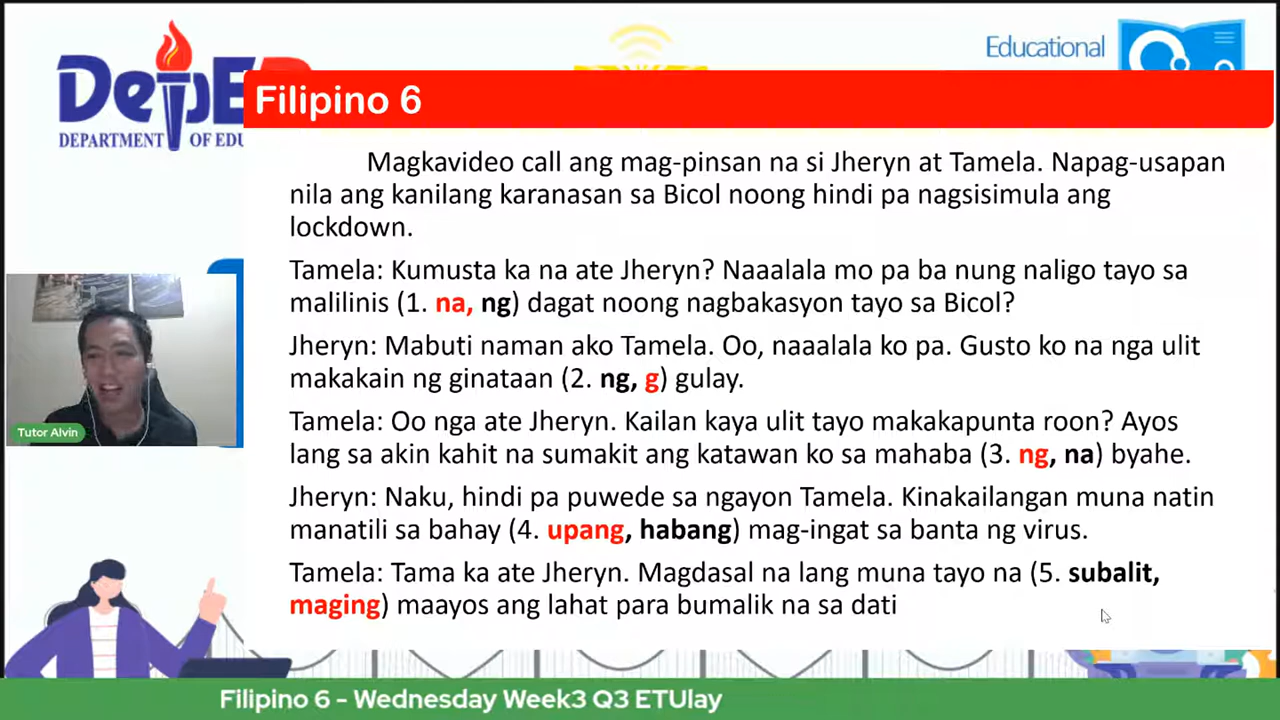 Educational
DepED
DEPARTMENT OF EDU
Filipino 6
Magkavideo call ang mag-pinsan na si Jheryn at Tamela. Napag-usapan
nila ang kanilang karanasan sa Bicol noong hindi pa nagsisimula ang
lockdown.
Tamela: Kumusta ka na ate Jheryn? Naaalala mo pa ba nung naligo tayo sa
malilinis (1. na, ng) dagat noong nagbakasyon tayo sa Bicol?
Jheryn: Mabuti naman ako Tamela. Oo, naaalala ko pa. Gusto ko na nga ulit
makakain ng ginataan (2. ng, g) gulay.
Tamela: Oo nga ate Jheryn. Kailan kaya ulit tayo makakapunta roon? Ayos
lang sa akin kahit na sumakit ang katawan ko sa mahaba (3. ng, na) byahe.
Jheryn: Naku, hindi pa puwede sa ngayon Tamela. Kinakailangan muna natin
manatili sa bahay (4. upang, habang) mag-ingat sa banta ng virus.
Tamela: Tama ka ate Jheryn. Magdasal na lang muna tayo na (5. subalit,
maging) maayos ang lahat para bumalik na sa dati
Tutor Alvin
Filipino 6 - Wednesday Week3 Q3 ETUlay